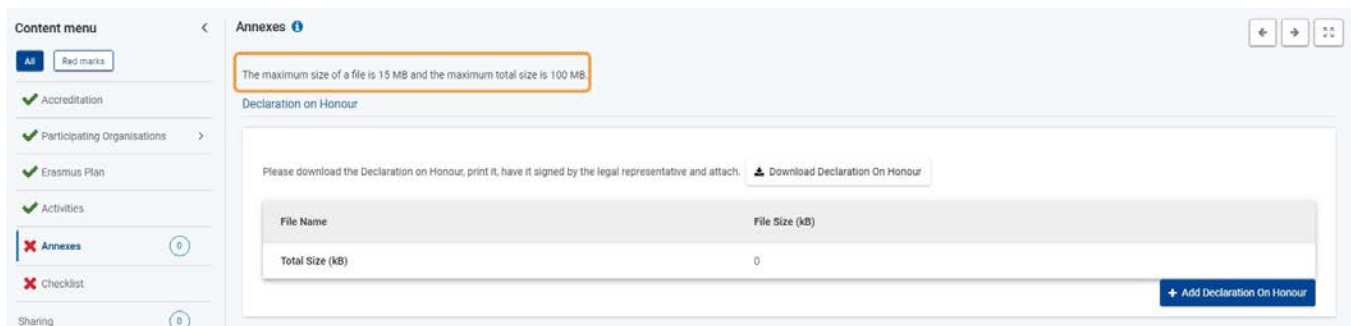 Content menu
All
Red marks
Accreditation
Participating Organisations
Erasmus Plan
Activities
Annexes
0
Checklist
Sharing
0
Annexes
The maximum size of a file is 15 MB and the maximum total size is 100 MB.
Declaration on Honour
Please download the Declaration on Honour, print it, have it signed by the legal representative and attach.
Download Declaration On Honour
File Name
File Size (kB)
Total Size (kB)
0
+ Add Declaration On Honour